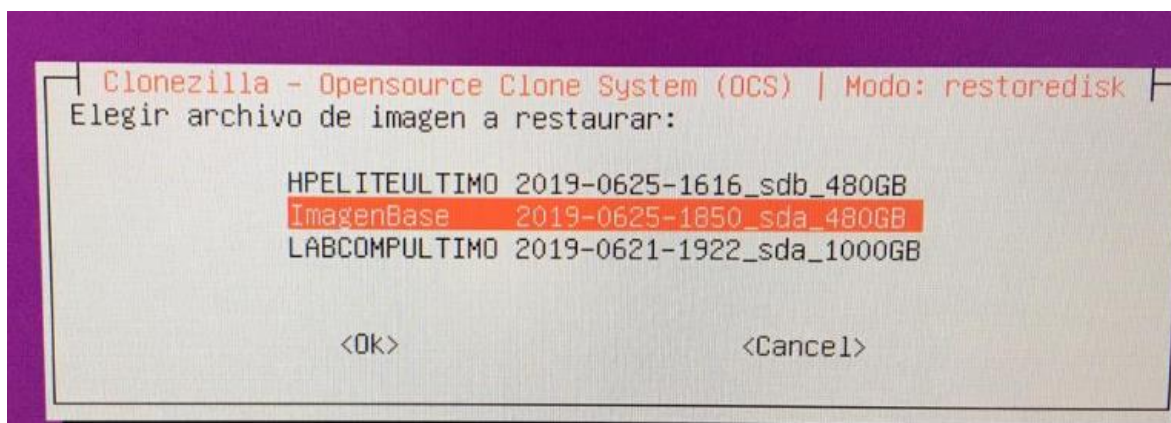 Clonezilla - Opensource Clone System (OCS) | Modo: restoredisk
Elegir archivo de imagen a restaurar:
HPELITEULTIMO 2019-0625-1616_sdb_480GB
ImagenBase 2019-0625-1850_sda_480GB
LABCOMPULTIMO 2019-0621-1922_sda_1000GB
<Ok> <Cancel>